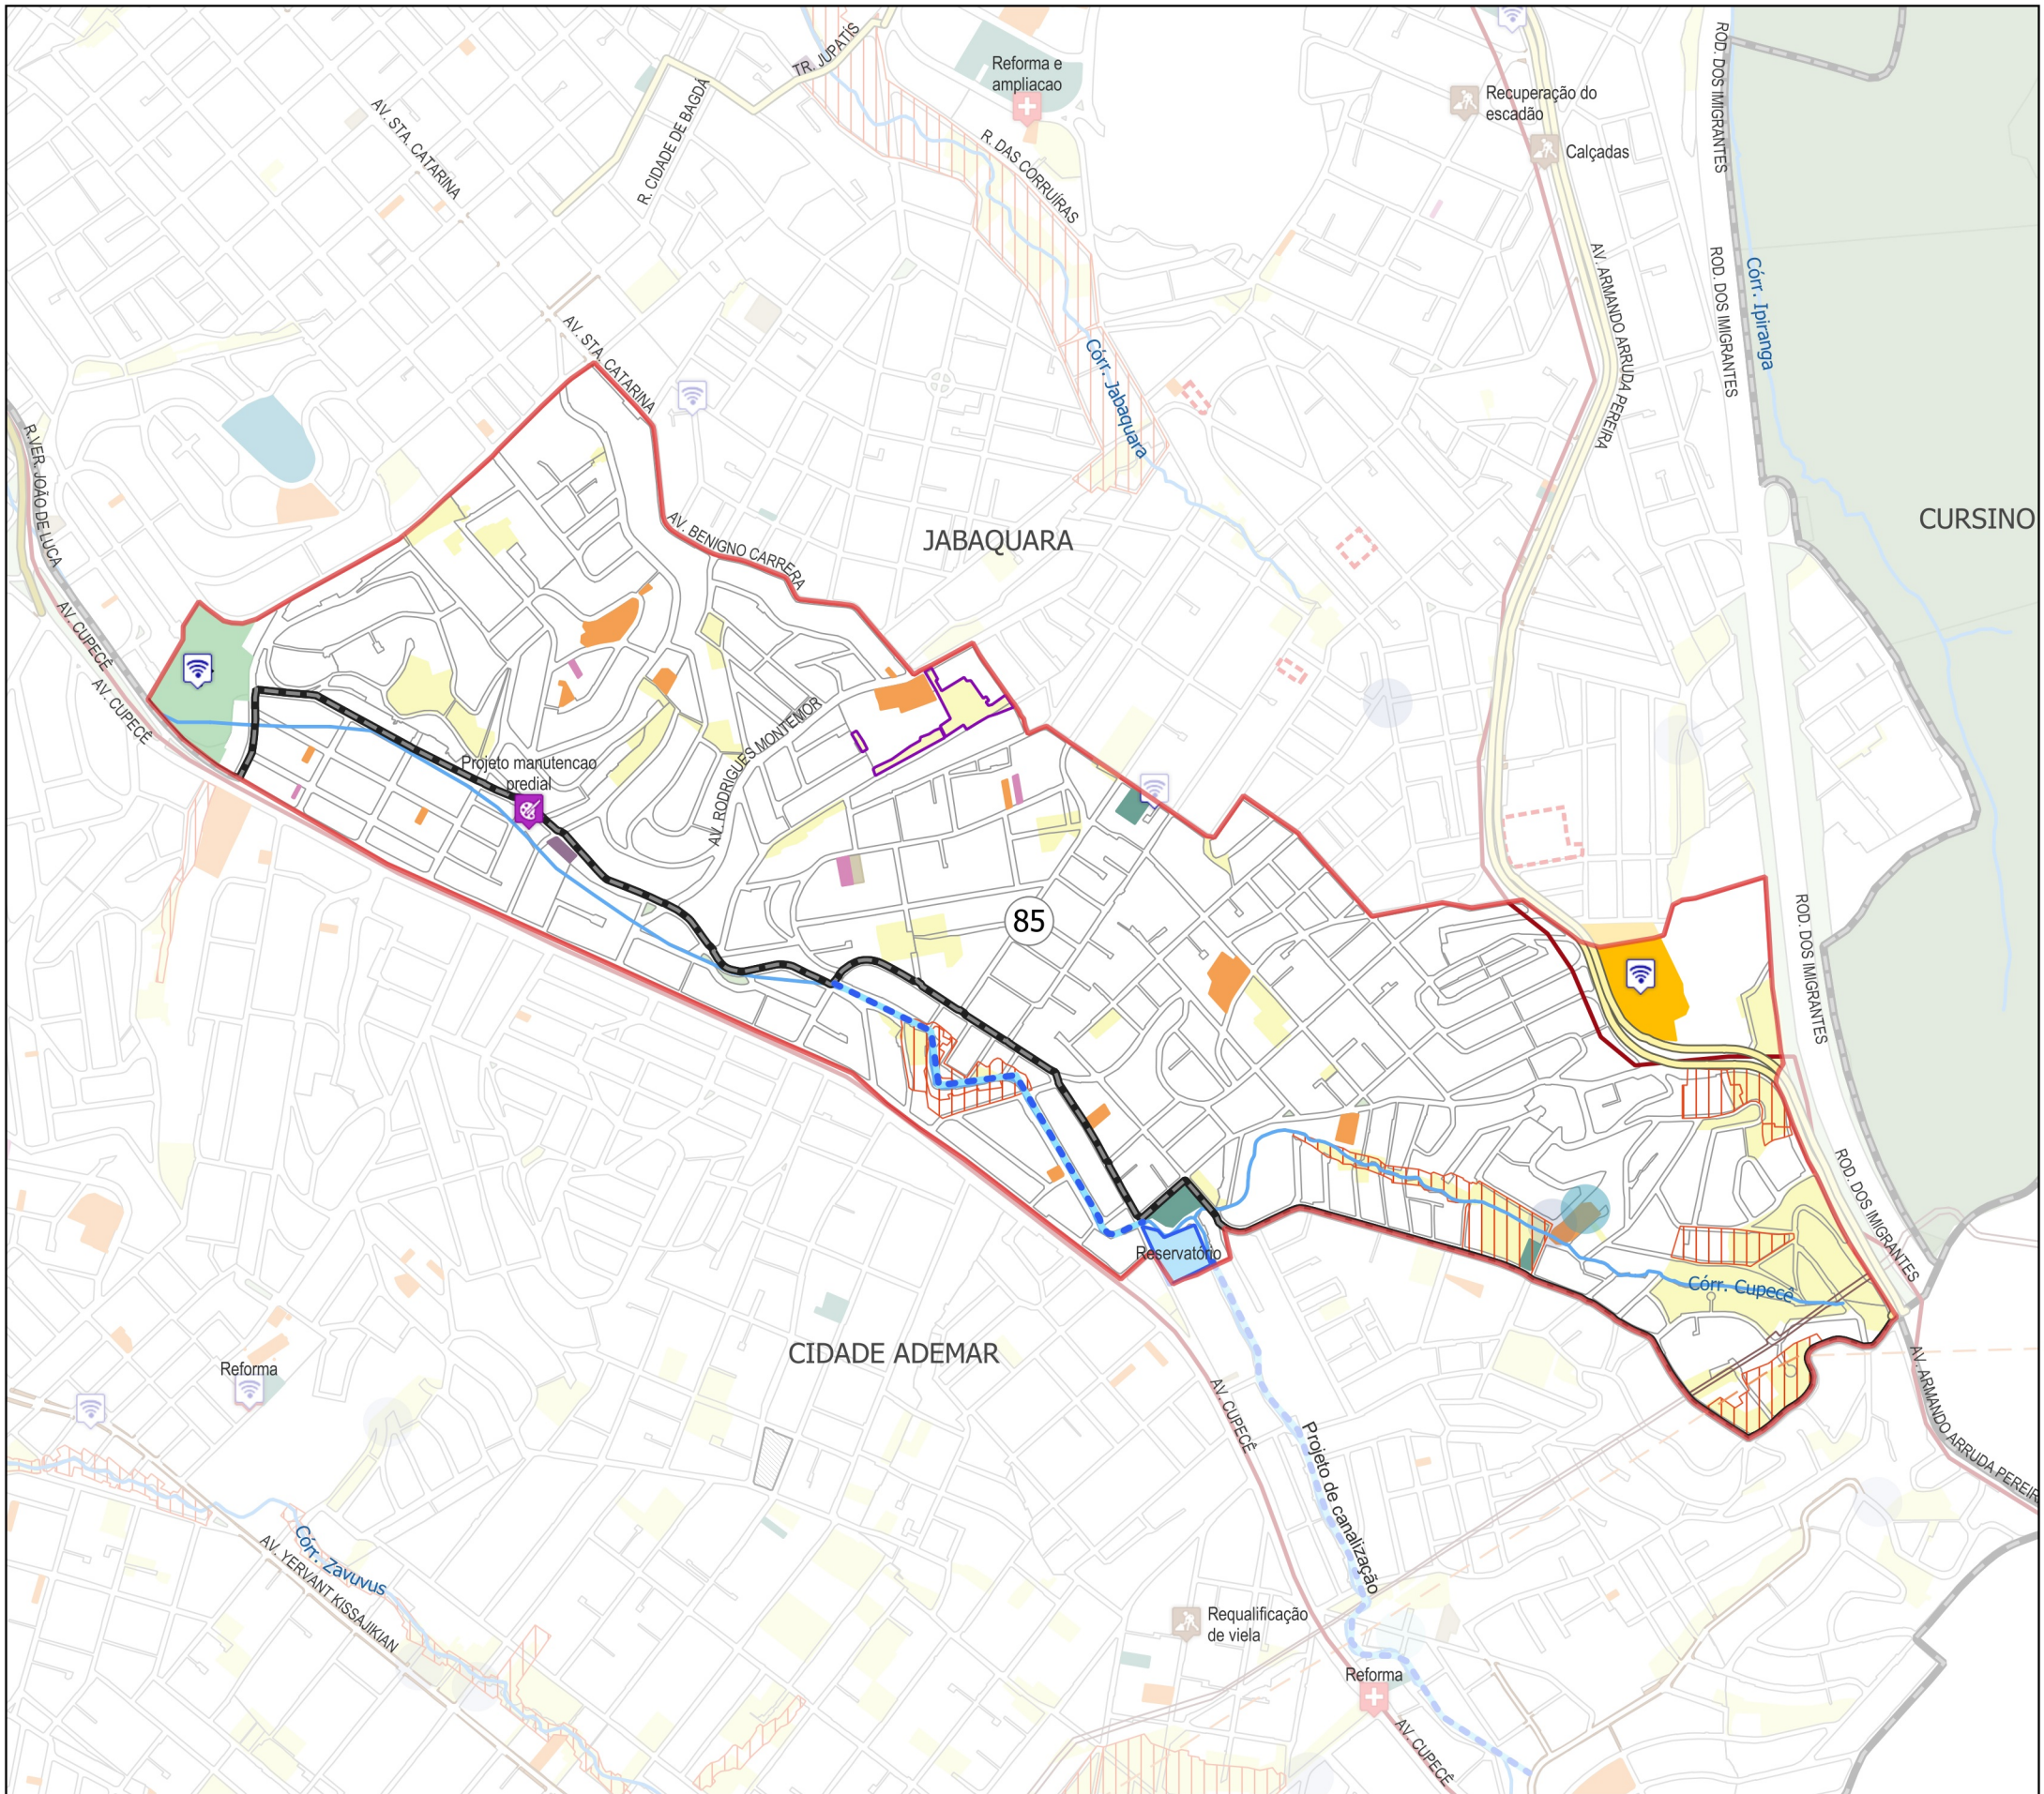 TR. JUPATÍS
Reforma e
ampliacao
ROD. DOS IMIGRANTES
Recuperação do
escadão
AV. STA. CATARINA
R. CIDADE DE BAGDÁ
R. DAS CORRUÍRAS
Calçadas
ROD. DOS IMIGRANTES
Córr. Ipiranga
AV. ARMANDO ARRUDA PEREIRA
AV. STA. CATARINA
Córr. Jabaquara
R.VER. JOÃO DE LUCA
CURSINO
AV. BENIGNO CARRERA
JABAQUARA
AV. CUPECÊ
AV. CUPECÊ
Projeto manutencao
predial
AV. RODRIGUES MONTEMOR
85
ROD. DOS IMIGRANTES
ROD. DOS IMIGRANTES
Reservatório
Córr. Cupecê
CIDADE ADEMAR
Reforma
AV. CUPECÊ
AV. ARMANDO ARRUDA PEREIR
Projeto de canalização
Córr. Zavuvus
AV. YERVANT KISSAJIKIAN
Requalificação
de viela
Reforma
AV. CUPECÊ